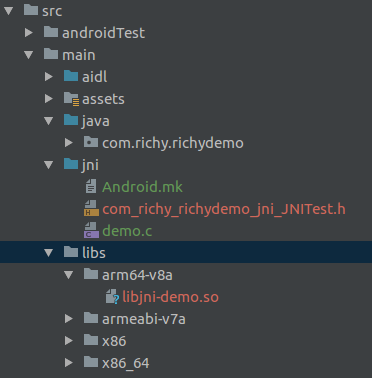 src
androidTest
main
aidl
assets
java
com.richy.richydemo
jni
Android.mk
com_richy_richydemo_jni_JNITest.h
demo.c
libs
arm64-v8a
libjni-demo.so
armeabi-v7a
x86
x86_64